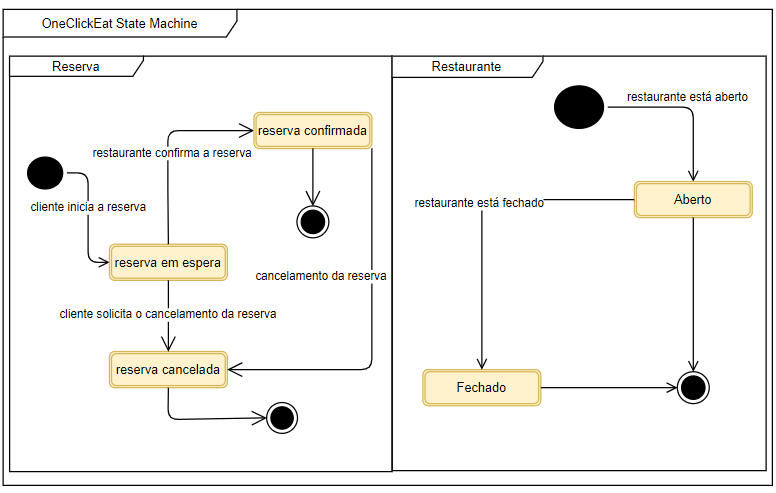 OneClickEat State Machine
Reserva
Restaurante
restaurante está aberto
reserva confirmada
restaurante confirma a reserva
cliente inicia a reserva
Aberto
restaurante está fechado
reserva em espera
cancelamento da reserva
cliente solicita o cancelamento da reserva
reserva cancelada
Fechado